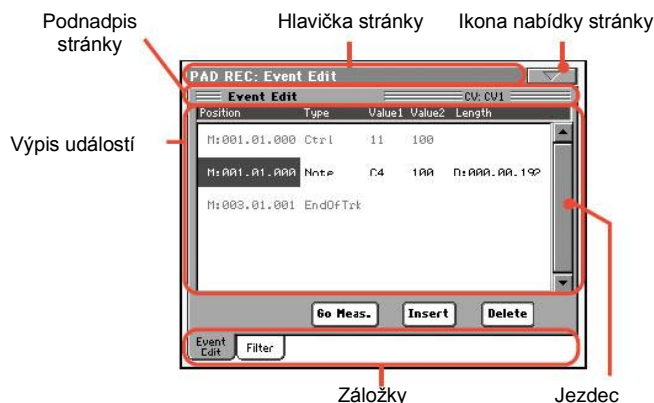 Podnadpis
stránky
Hlavička stránky
Ikona nabídky stránky
PAD REC: Event Edit
Event Edit
CV: CV1
Position Type Value1 Value2 Length
Výpis událostí
M:001.01.000 Ctrl 11 100
M:001.01.000 Note C4 100 D:000.00.192
M:003.01.001 EndOfTrk
Go Meas. Insert Delete
Event
Edit
Filter
Záložky
Jezdec